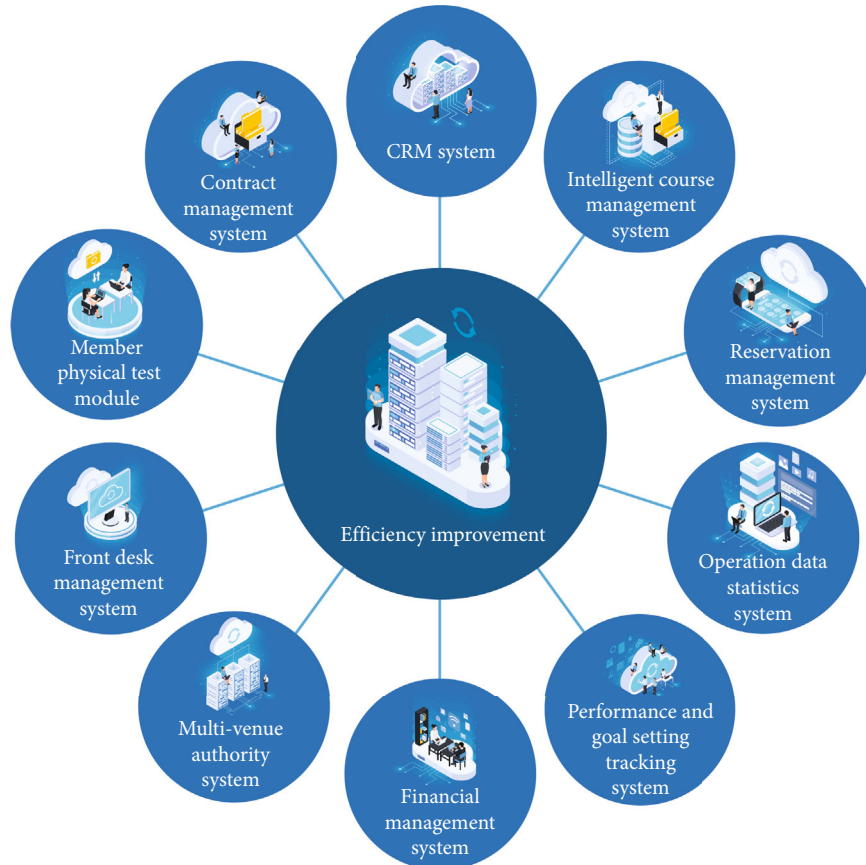 CRM system
Intelligent course
management
system
Reservation
management
system
Operation data
statistics
system
Performance and
goal setting
tracking
system
Financial
management
system
Multi-venue
authority
system
Front desk
management
system
Member
physical test
module
Contract
management
system
Efficiency improvement